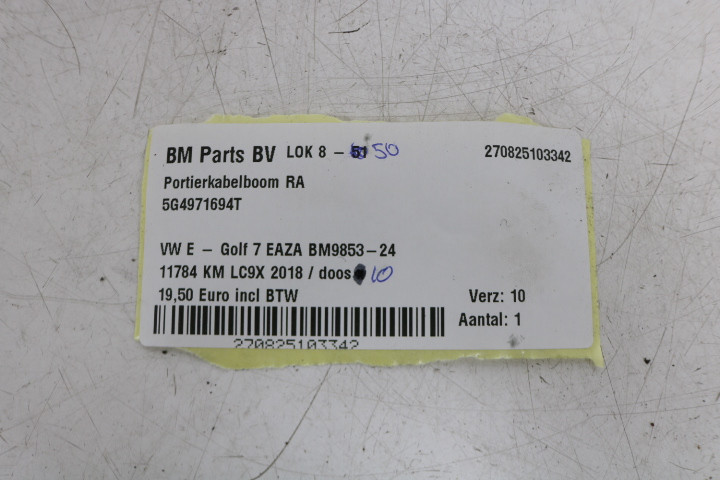 BM Parts BV LOK 8 - 50 270825103342
Portierkabelboom RA
5G4971694T
VW E - Golf 7 EAZA BM9853-24
11784 KM LC9X 2018 / doos 10
19,50 Euro incl BTW Verz: 10
Aantal: 1
270825103342